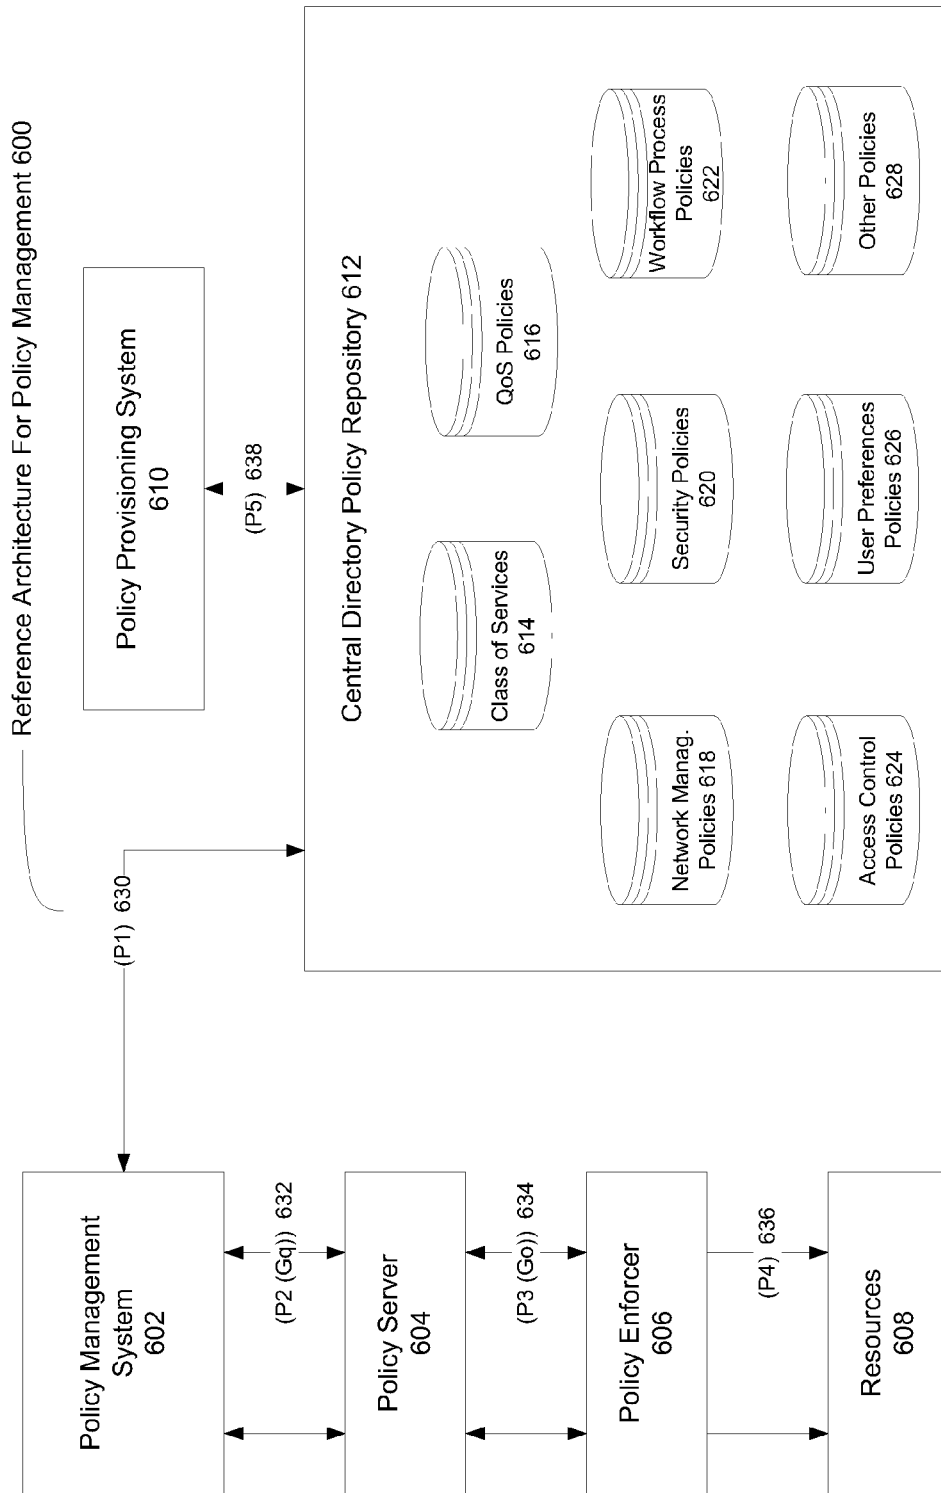 Reference Architecture For Policy Management 600
Policy Management
System
602
(P1) 630
Policy Provisioning System
610
(P2 (Gq)) 632
(P5) 638
Policy Server
604
(P3 (Go)) 634
Policy Enforcer
606
(P4) 636
Resources
608
Central Directory Policy Repository 612
Class of Services
614
QoS Policies
616
Network Manag.
Policies 618
Security Policies
620
Workflow Process
Policies
622
Access Control
Policies 624
User Preferences
Policies 626
Other Policies
628